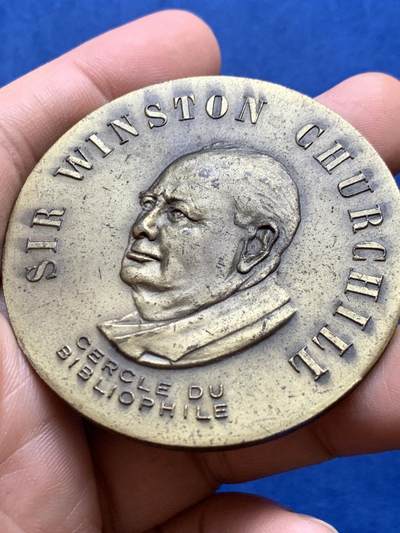 SIR WINSTON CHURCHILL
CERCLE DU
BIBLIOPHILE